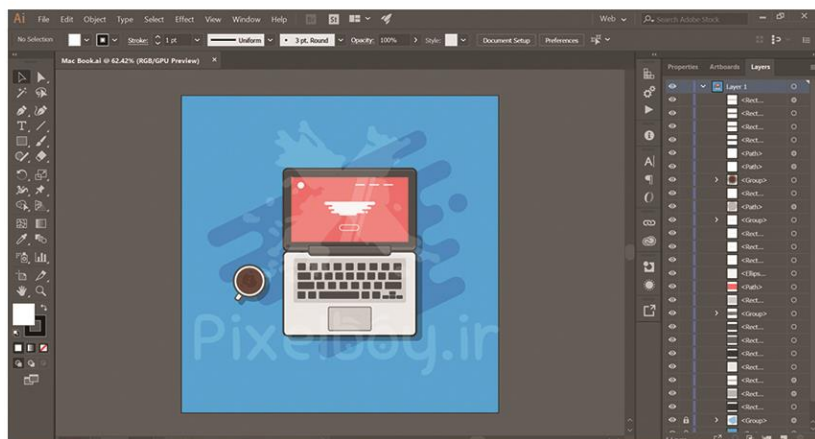 Ai File Edit Object Type Select Effect View Window Help St Web Search Adobe Stock
No Selection Stroke: 1 pt Uniform 3 pt. Round Opacity: 100% Style: Document Setup Preferences
Mac Book.ai @ 62.42% (RGB/GPU Preview) ×
Properties Artboards Layers
Layer 1
<Rect...
<Rect...
<Rect...
<Rect...
<Path>
<Path>
<Group>
<Rect...
<Path>
<Group>
<Rect...
<Rect...
<Rect...
<Ellips...
<Path>
<Rect...
<Group>
<Rect...
<Rect...
<Rect...
<Rect...
<Rect...
<Rect...
<Rect...
<Group>
Pixelboy.ir